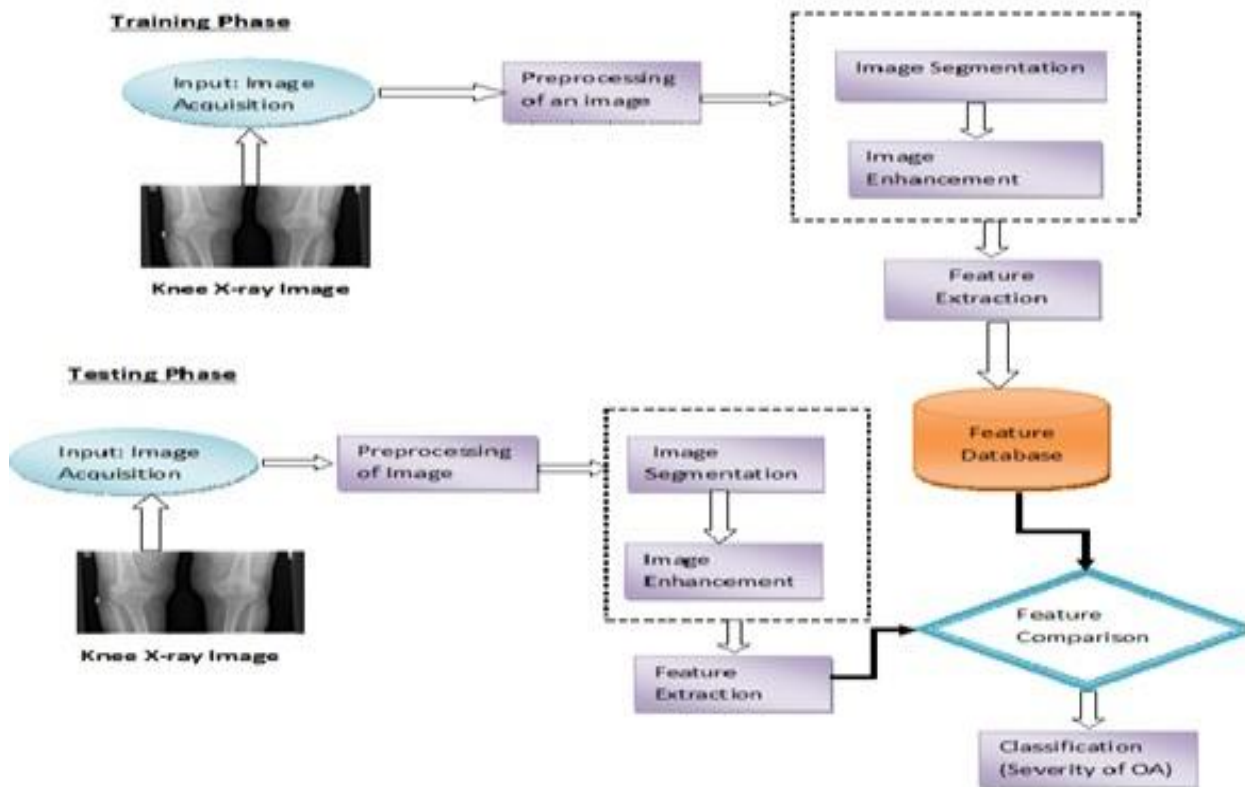 Training Phase
Input: Image
Acquisition
Preprocessing
of an Image
Image Segmentation
Image
Enhancement
Knee X-ray Image
Feature
Extraction
Testing Phase
Input: Image
Acquisition
Preprocessing
of Image
Image
Segmentation
Image
Enhancement
Knee X-ray Image
Feature
Extraction
Feature
Database
Feature
Comparison
Classification
(Severity of OA)